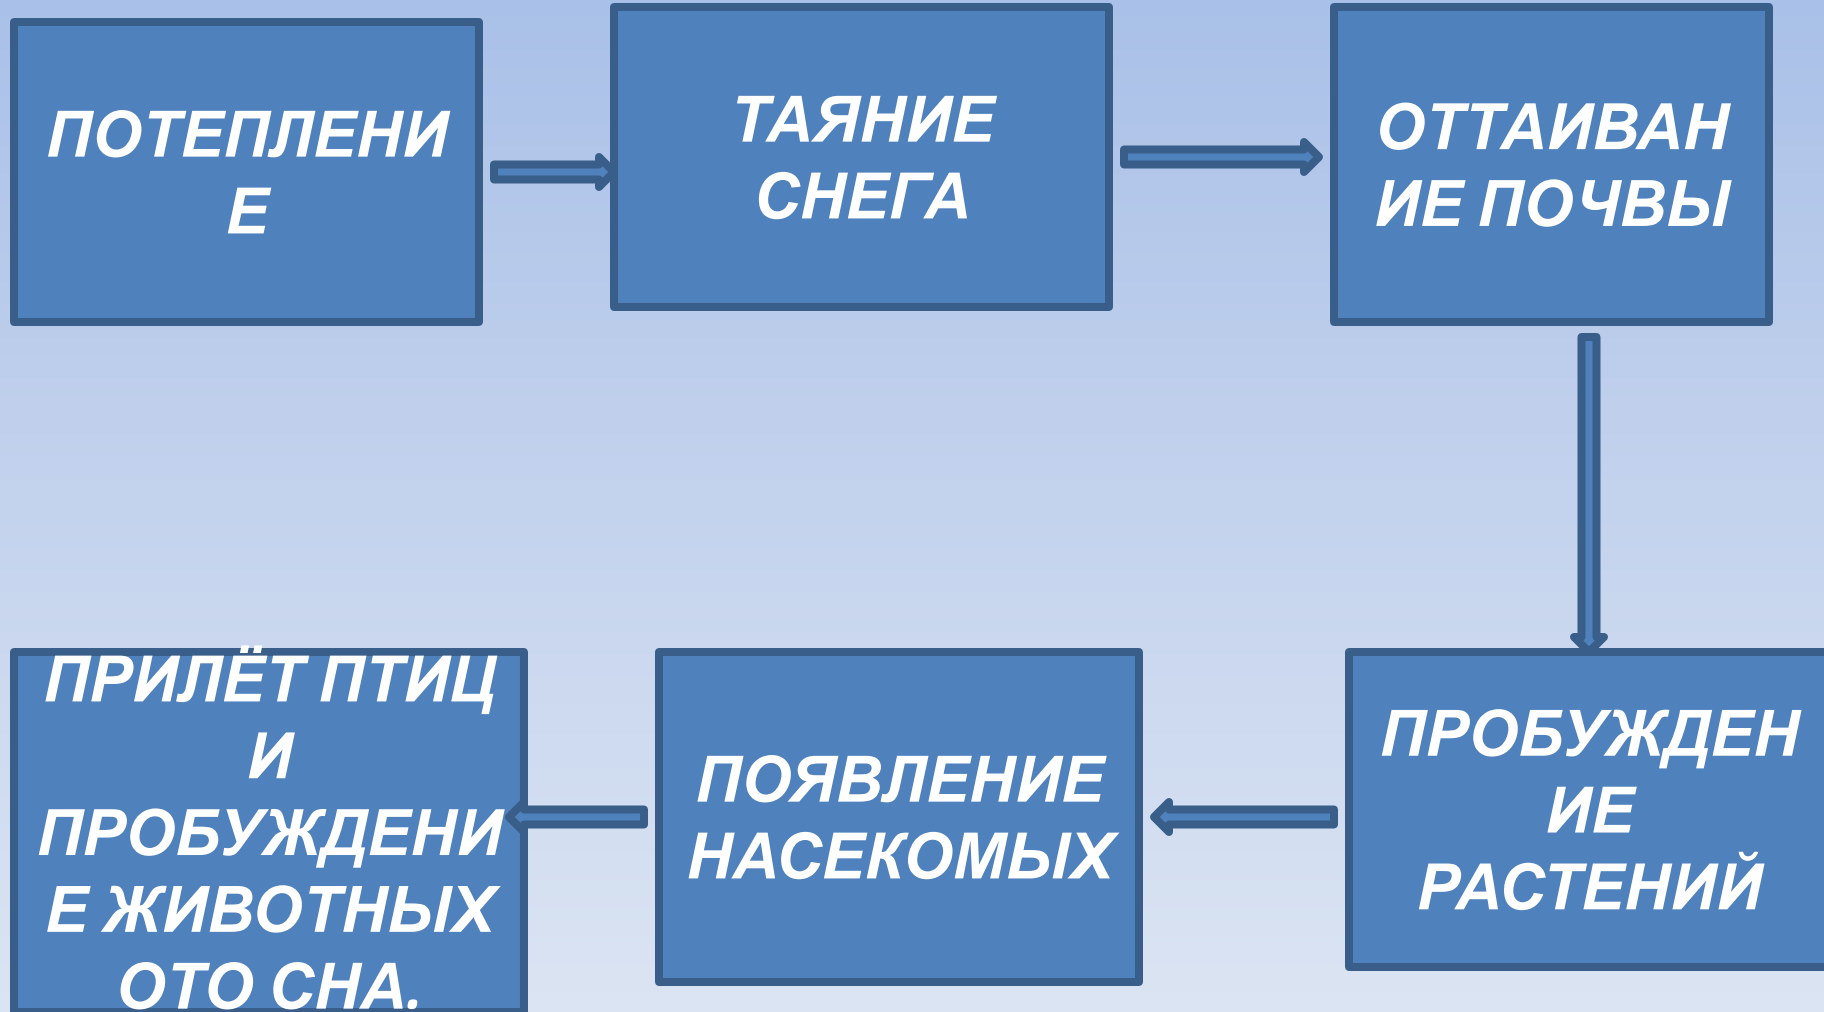 ПОТЕПЛЕНИ
Е
ТАЯНИЕ
СНЕГА
ОТТАИВАН
ИЕ ПОЧВЫ
ПРОБУЖДЕН
ИЕ
РАСТЕНИЙ
ПОЯВЛЕНИЕ
НАСЕКОМЫХ
ПРИЛЁТ ПТИЦ
И
ПРОБУЖДЕНИ
Е ЖИВОТНЫХ
ОТО СНА.